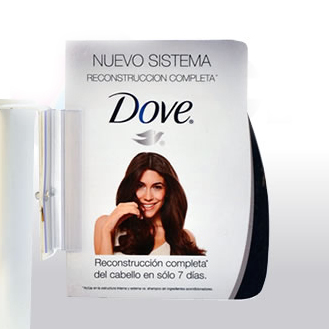 NUEVO SISTEMA
RECONSTRUCCION COMPLETA*
Dove®
Reconstrucción completa*
del cabello en sólo 7 días.